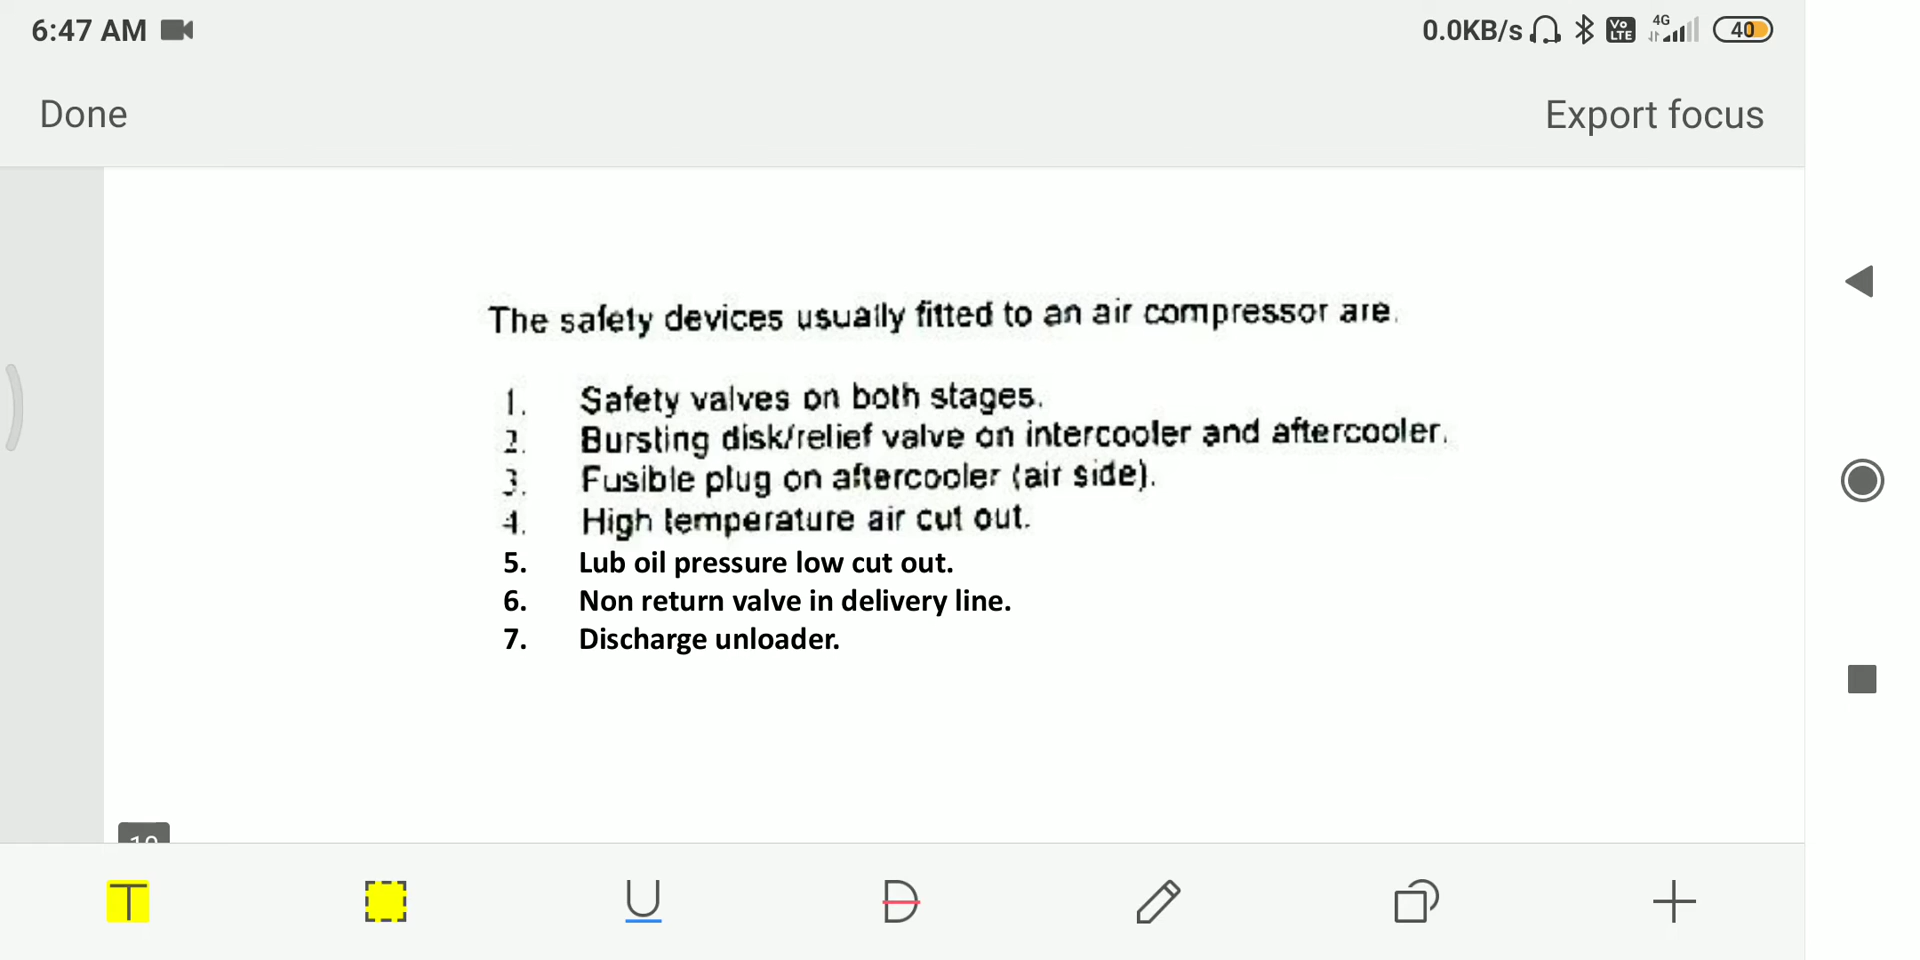 6:47 AM 0.0KB/s Vo LTE 4G 40
Done Export focus
The safety devices usually fitted to an air compressor are.
1. Safety valves on both stages.
2. Bursting disk/relief valve on intercooler and aftercooler.
3. Fusible plug on aftercooler (air side).
4. High temperature air cut out.
5. Lub oil pressure low cut out.
6. Non return valve in delivery line.
7. Discharge unloader.